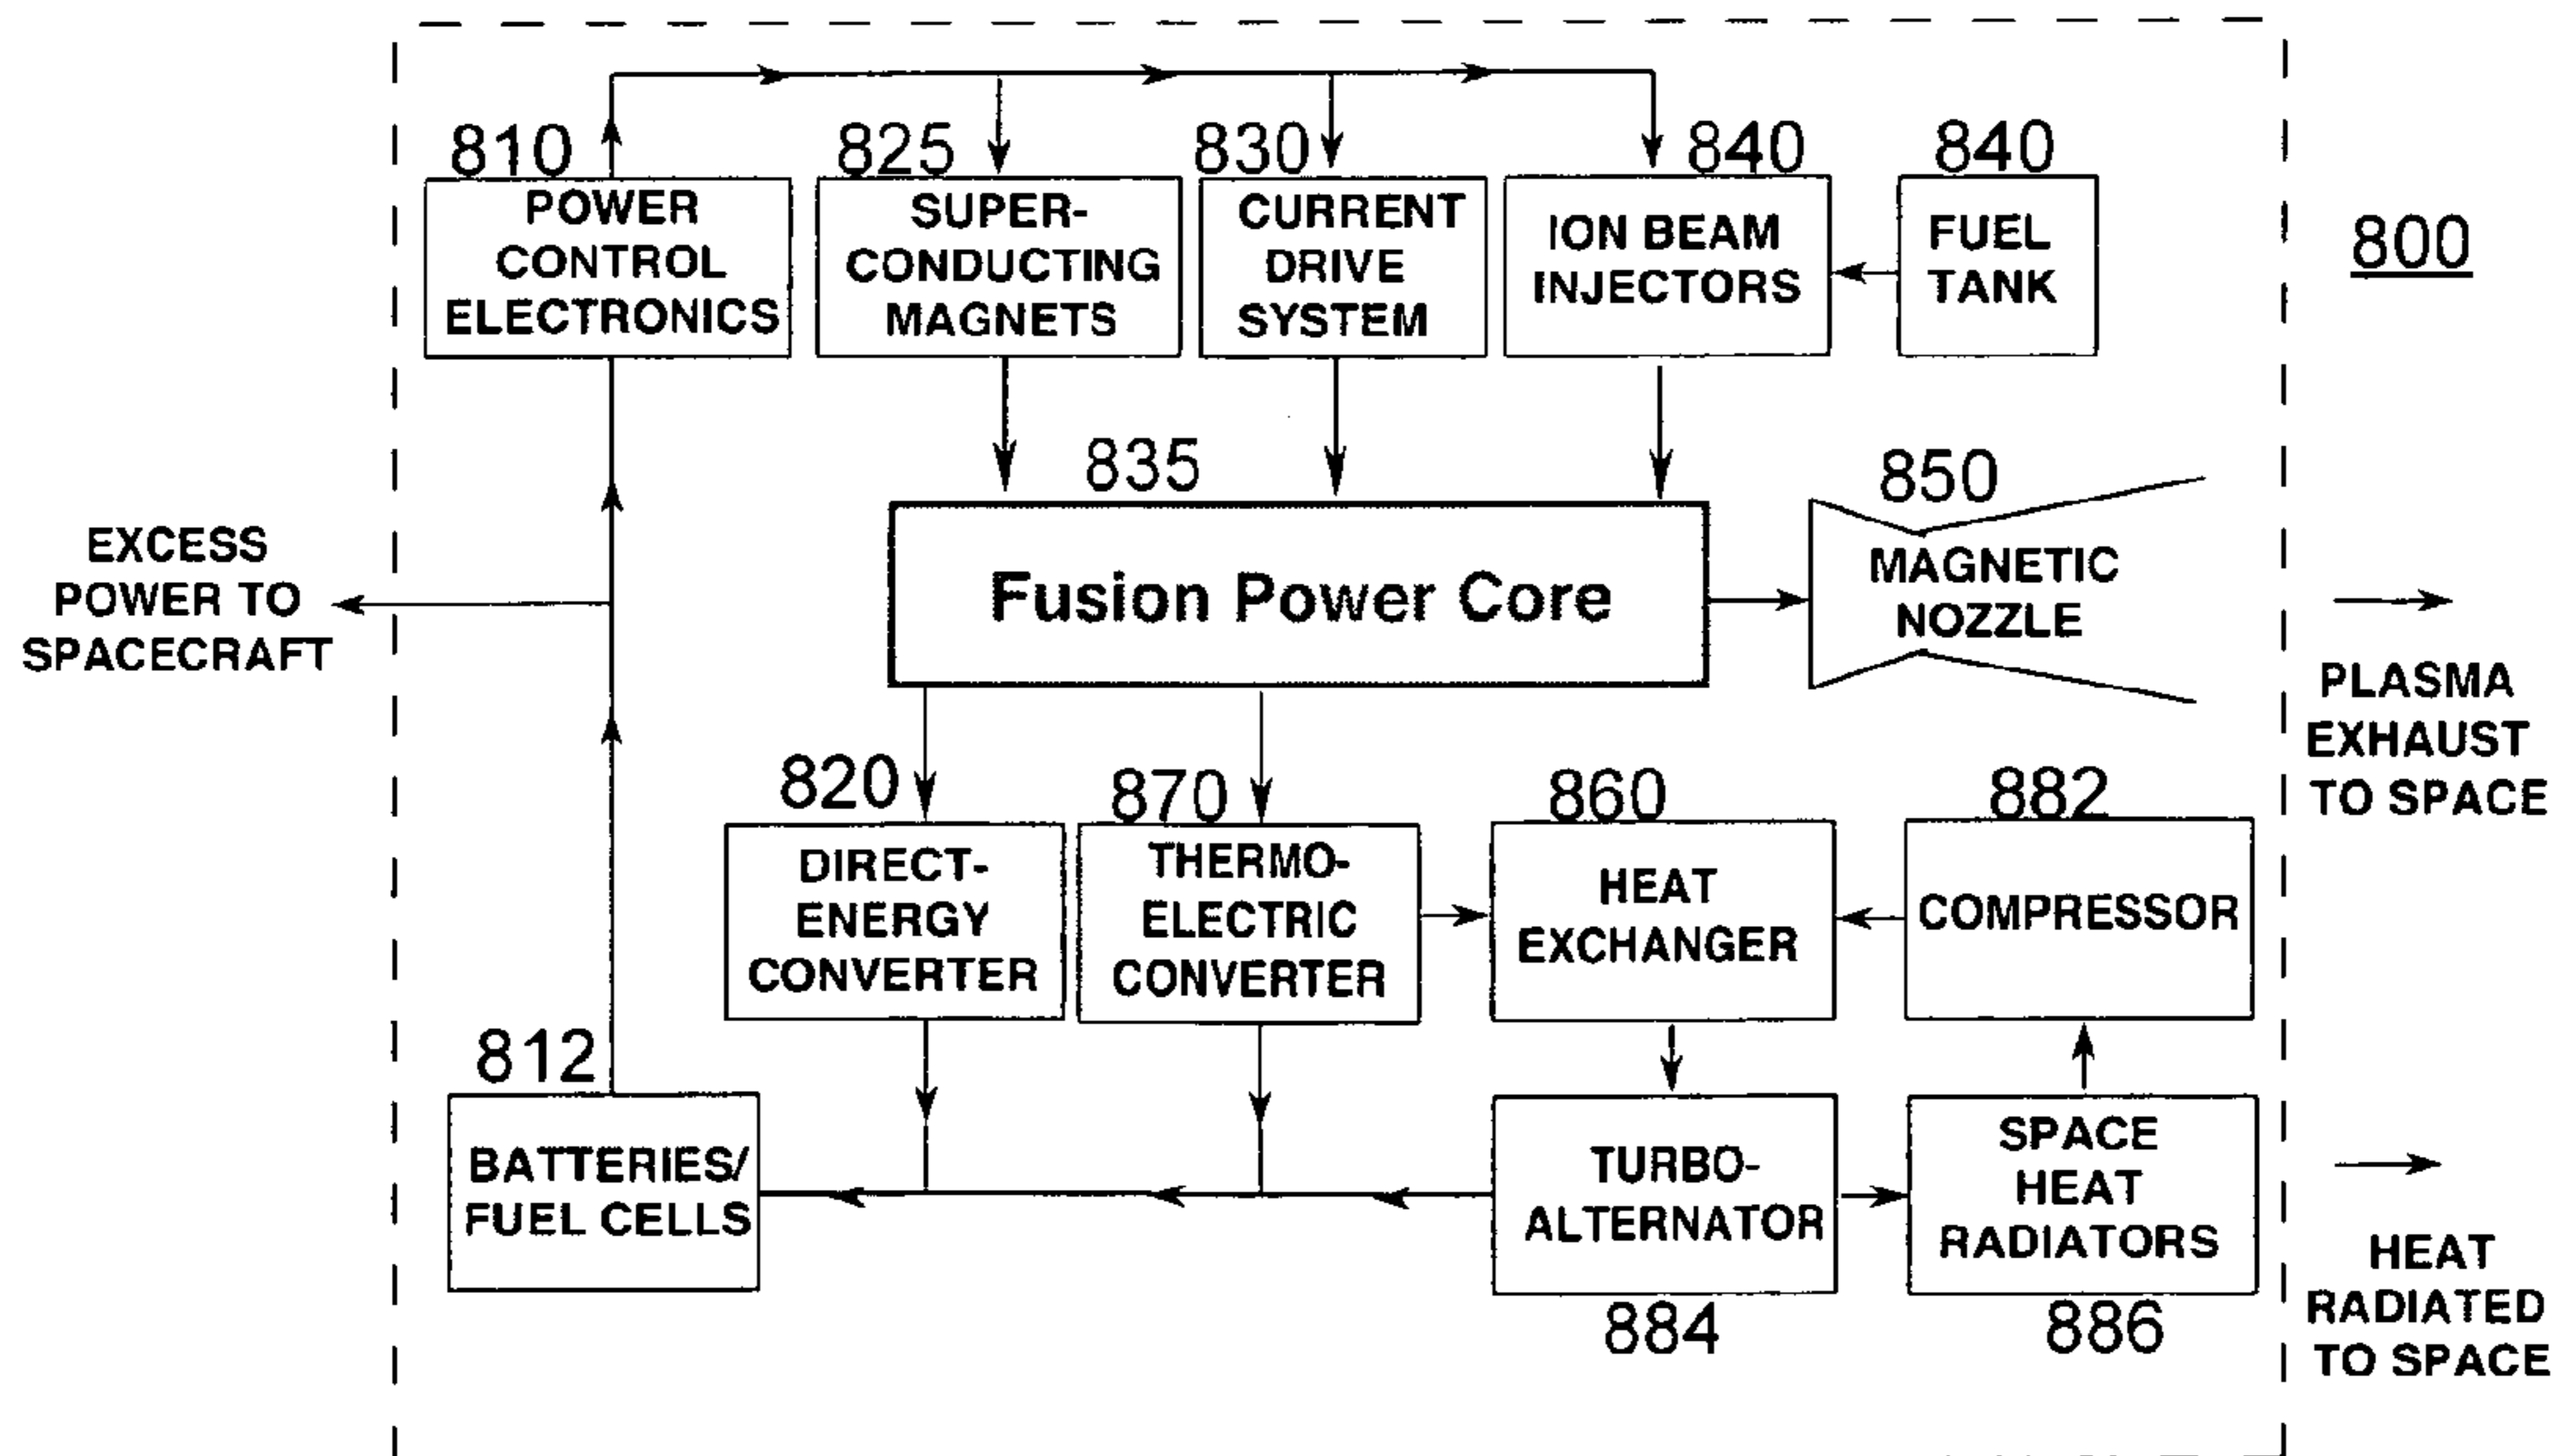 810
POWER
CONTROL
ELECTRONICS
825
SUPER-
CONDUCTING
MAGNETS
830
CURRENT
DRIVE
SYSTEM
840
ION BEAM
INJECTORS
840
FUEL
TANK
800
EXCESS
POWER TO
SPACECRAFT
835
Fusion Power Core
850
MAGNETIC
NOZZLE
PLASMA
EXHAUST
TO SPACE
820
DIRECT-
ENERGY
CONVERTER
870
THERMO-
ELECTRIC
CONVERTER
860
HEAT
EXCHANGER
882
COMPRESSOR
812
BATTERIES/
FUEL CELLS
TURBO-
ALTERNATOR
884
SPACE
HEAT
RADIATORS
886
HEAT
RADIATED
TO SPACE